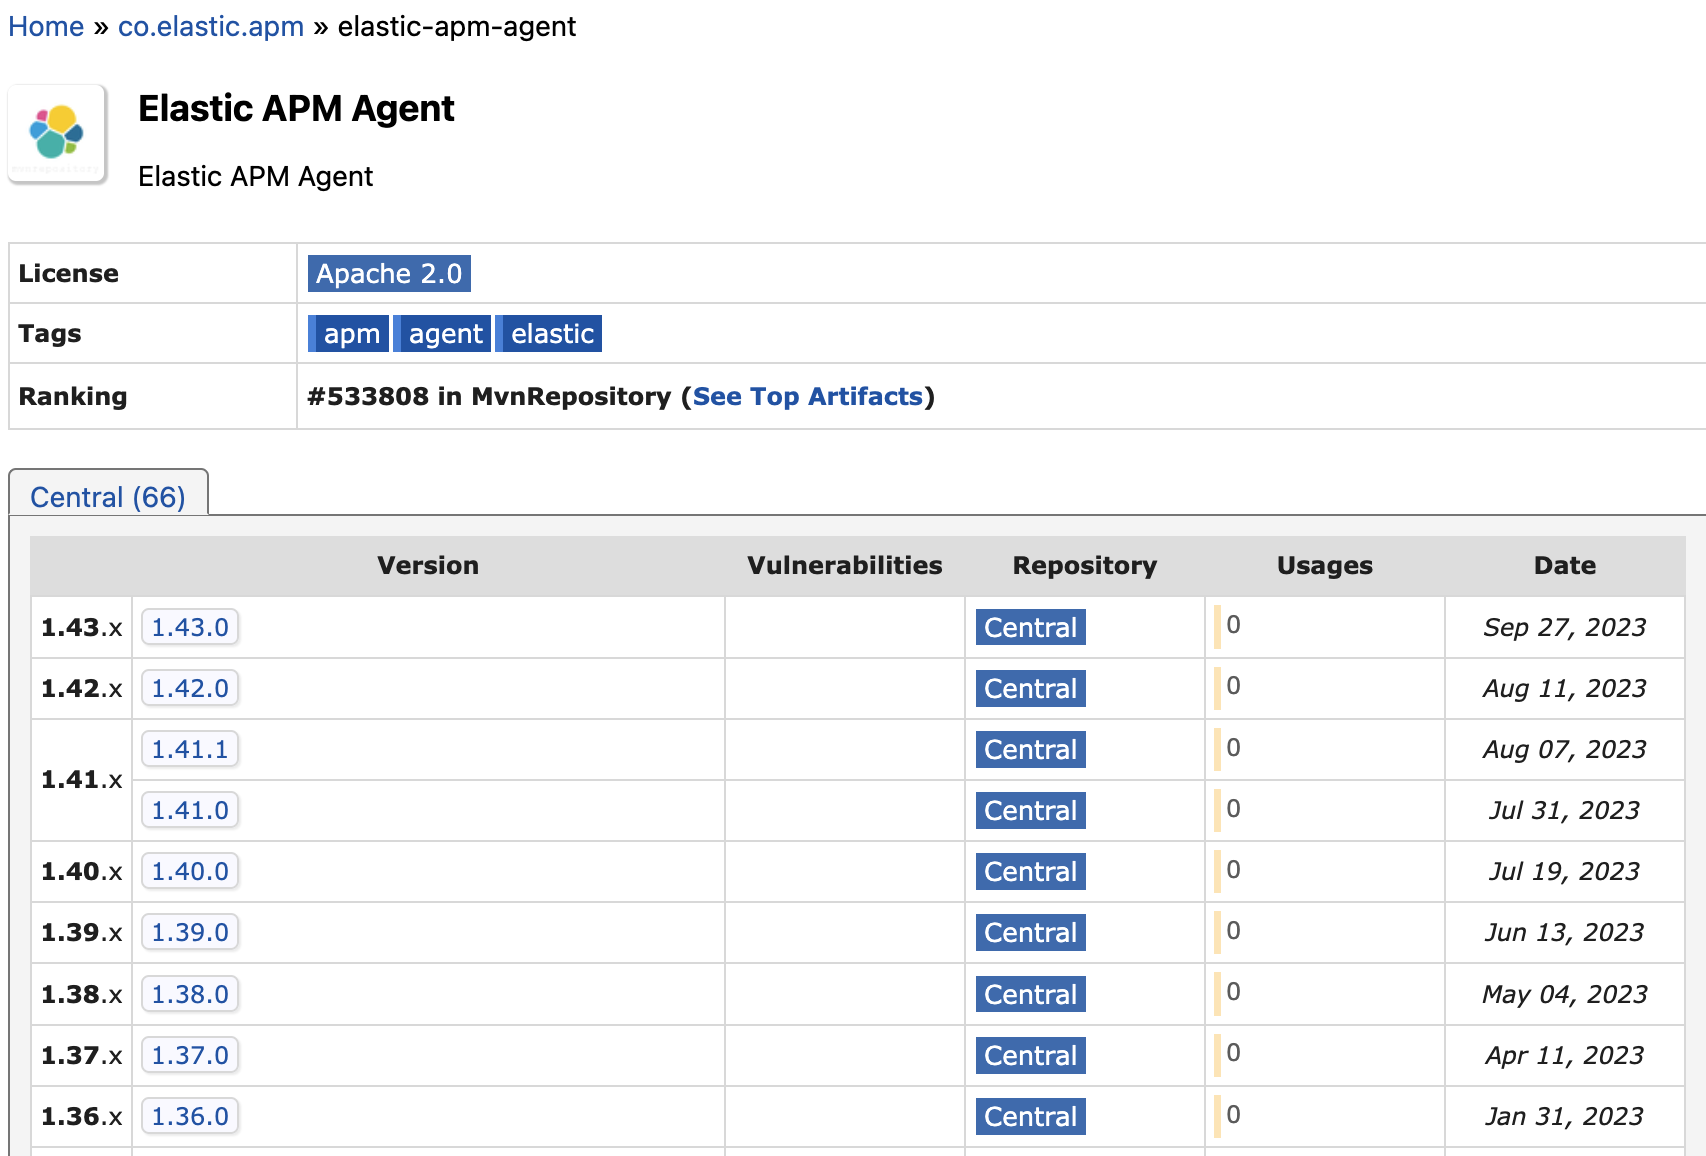 Home » co.elastic.apm » elastic-apm-agent
Elastic APM Agent
Elastic APM Agent
License Apache 2.0
Tags apm agent elastic
Ranking #533808 in MvnRepository (See Top Artifacts)
Central (66)
Version Vulnerabilities Repository Usages Date
1.43.x 1.43.0 Central 0 Sep 27, 2023
1.42.x 1.42.0 Central 0 Aug 11, 2023
1.41.x 1.41.1 Central 0 Aug 07, 2023
1.41.0 Central 0 Jul 31, 2023
1.40.x 1.40.0 Central 0 Jul 19, 2023
1.39.x 1.39.0 Central 0 Jun 13, 2023
1.38.x 1.38.0 Central 0 May 04, 2023
1.37.x 1.37.0 Central 0 Apr 11, 2023
1.36.x 1.36.0 Central 0 Jan 31, 2023